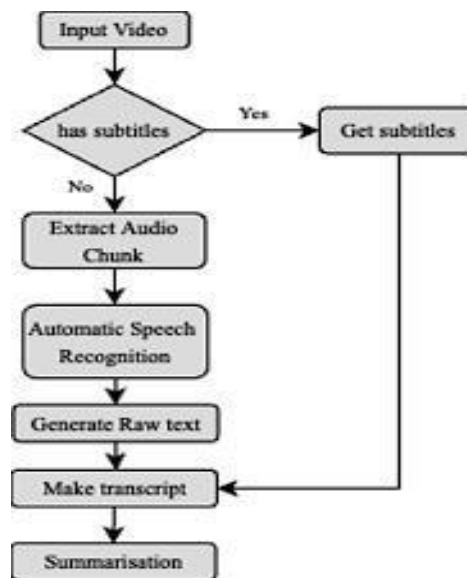 Input Video
has subtitles
Yes
Get subtitles
No
Extract Audio
Chunk
Automatic Speech
Recognition
Generate Raw text
Make transcript
Summarisation